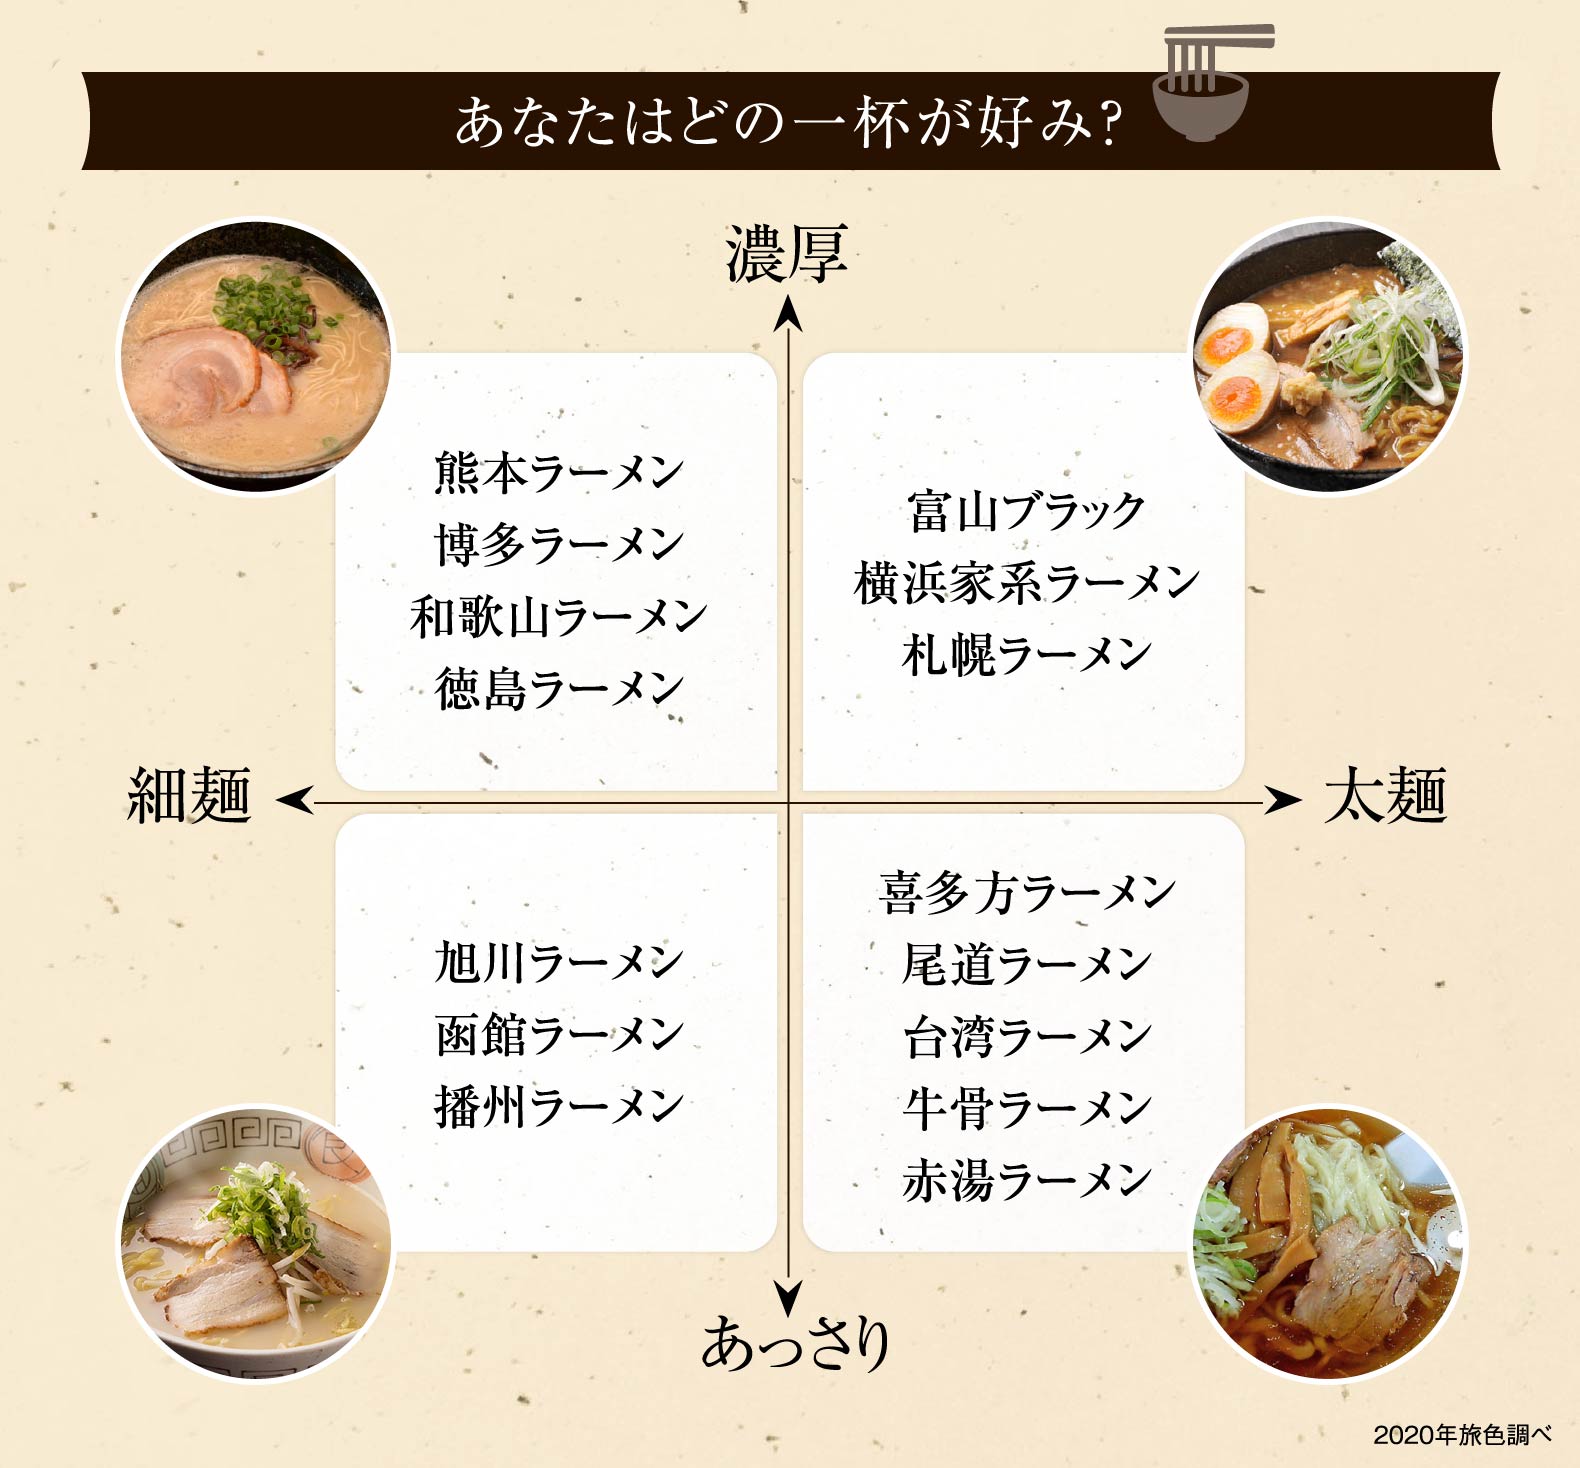 あなたはどの一杯が好み？
濃厚
熊本ラーメン
博多ラーメン
和歌山ラーメン
徳島ラーメン
富山ブラック
横浜家系ラーメン
札幌ラーメン
細麺
太麺
旭川ラーメン
函館ラーメン
播州ラーメン
喜多方ラーメン
尾道ラーメン
台湾ラーメン
牛骨ラーメン
赤湯ラーメン
あっさり
2020年旅色調べ